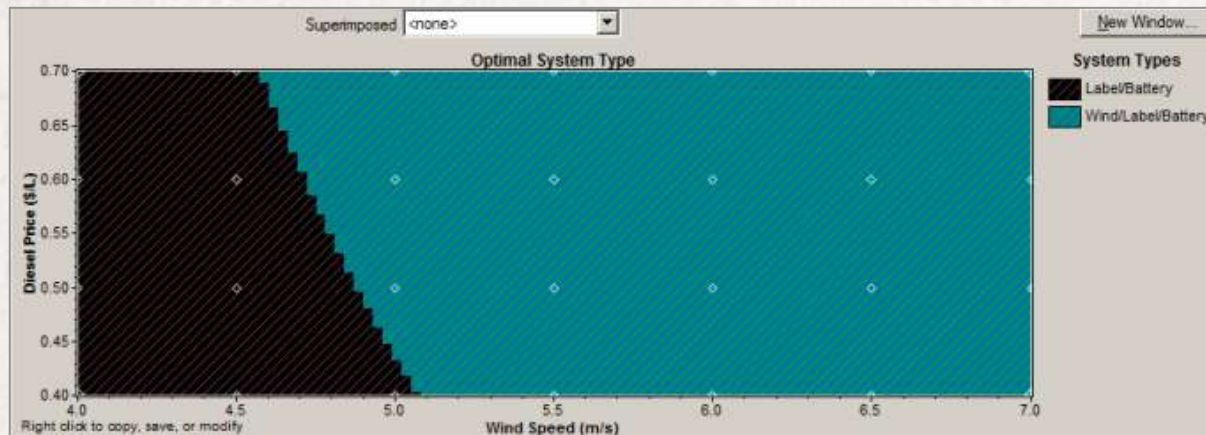 Superimposed <none> New Window...
Optimal System Type
System Types
Label/Battery
Wind/Label/Battery
Diesel Price ($/L)
0.70
0.65
0.60
0.55
0.50
0.45
0.40
4.0 4.5 5.0 5.5 6.0 6.5 7.0
Right click to copy, save, or modify
Wind Speed (m/s)